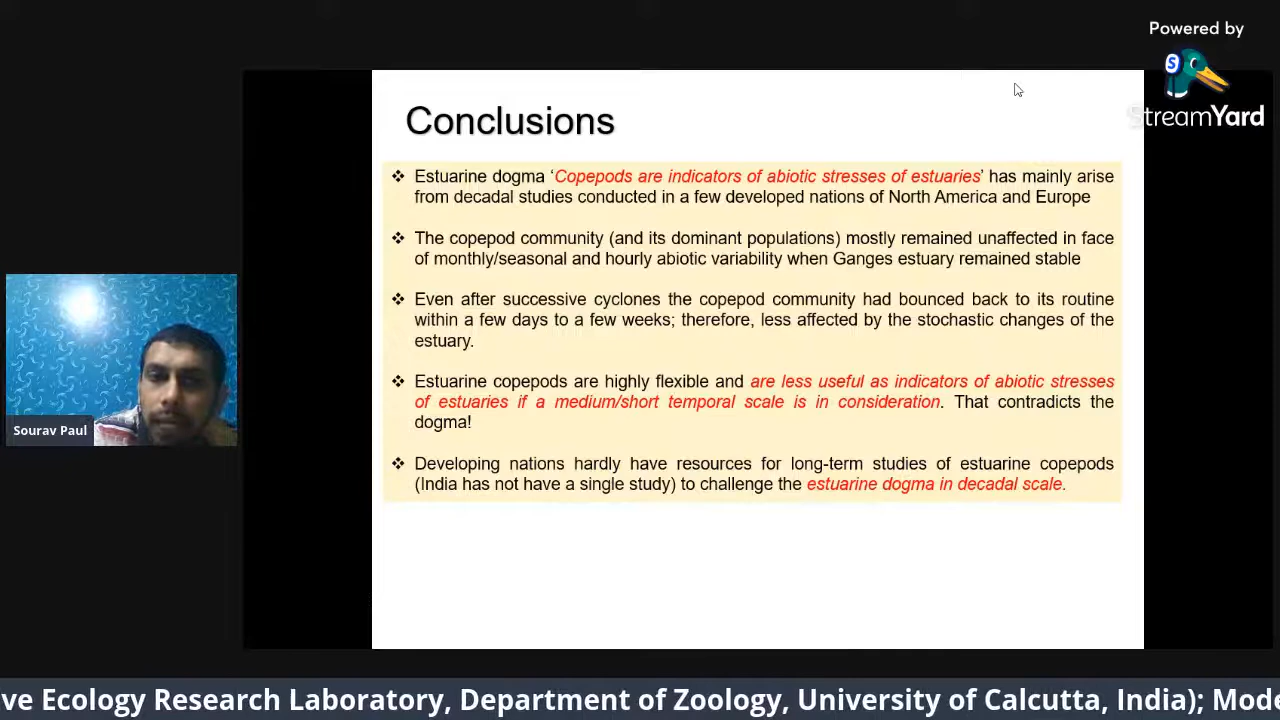 Powered by
StreamYard
Conclusions
❖ Estuarine dogma ‘Copepods are indicators of abiotic stresses of estuaries’ has mainly arise
from decadal studies conducted in a few developed nations of North America and Europe
❖ The copepod community (and its dominant populations) mostly remained unaffected in face
of monthly/seasonal and hourly abiotic variability when Ganges estuary remained stable
❖ Even after successive cyclones the copepod community had bounced back to its routine
within a few days to a few weeks; therefore, less affected by the stochastic changes of the
estuary.
❖ Estuarine copepods are highly flexible and are less useful as indicators of abiotic stresses
of estuaries if a medium/short temporal scale is in consideration. That contradicts the
dogma!
❖ Developing nations hardly have resources for long-term studies of estuarine copepods
(India has not have a single study) to challenge the estuarine dogma in decadal scale.
Sourav Paul
ve Ecology Research Laboratory, Department of Zoology, University of Calcutta, India); Mode